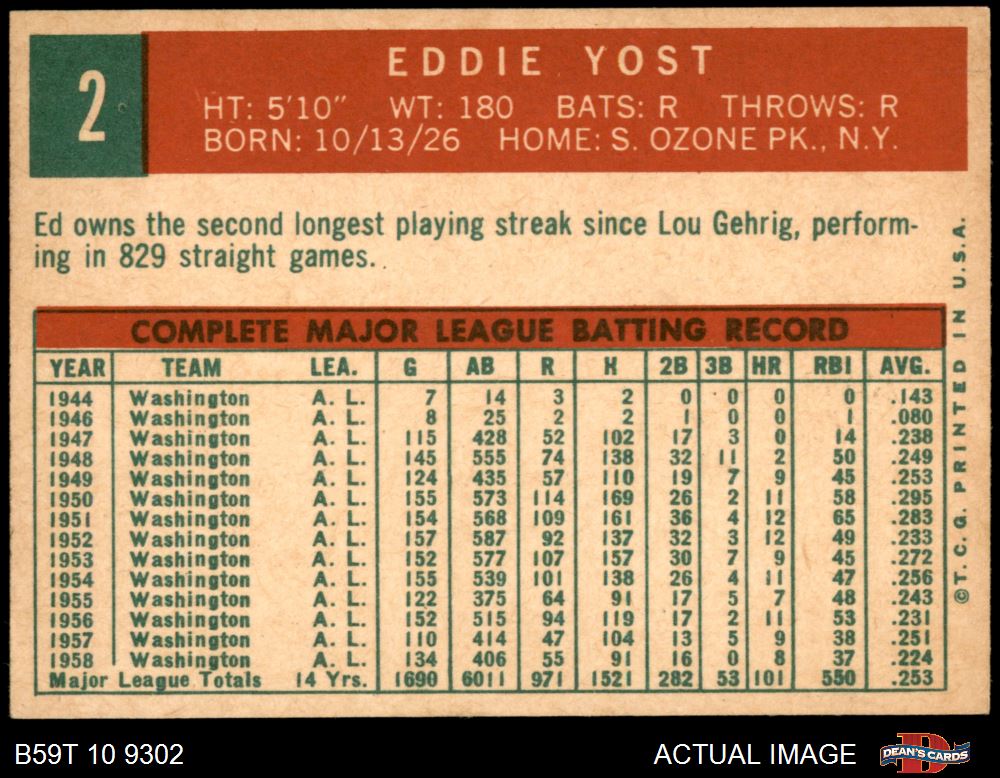 2
EDDIE YOST
HT: 5'10" WT: 180 BATS: R THROWS: R
BORN: 10/13/26 HOME: S. OZONE PK., N.Y.
Ed owns the second longest playing streak since Lou Gehrig, perform-
ing in 829 straight games.
COMPLETE MAJOR LEAGUE BATTING RECORD
YEAR TEAM LEA. G AB R H 2B 3B HR RBI AVG.
1944 Washington A. L. 7 14 3 2 0 0 0 0 .143
1946 Washington A. L. 8 25 2 2 1 0 0 1 .080
1947 Washington A. L. 115 428 52 102 17 3 0 14 .238
1948 Washington A. L. 145 555 74 138 32 11 2 50 .249
1949 Washington A. L. 124 435 57 110 19 7 9 45 .253
1950 Washington A. L. 155 573 114 169 26 2 11 58 .295
1951 Washington A. L. 154 568 109 161 36 4 12 65 .283
1952 Washington A. L. 157 587 92 137 32 3 12 49 .233
1953 Washington A. L. 152 577 107 157 30 7 9 45 .272
1954 Washington A. L. 155 539 101 138 26 4 11 47 .256
1955 Washington A. L. 122 375 64 91 17 5 7 48 .243
1956 Washington A. L. 152 515 94 119 17 2 11 53 .231
1957 Washington A. L. 110 414 47 104 13 5 9 38 .251
1958 Washington A. L. 134 406 55 91 16 0 8 37 .224
Major League Totals 14 Yrs. 1690 6011 971 1521 282 53 101 550 .253
©T. C. G. PRINTED IN U.S.A.
B59T 10 9302
ACTUAL IMAGE
D
DEAN'S CARDS